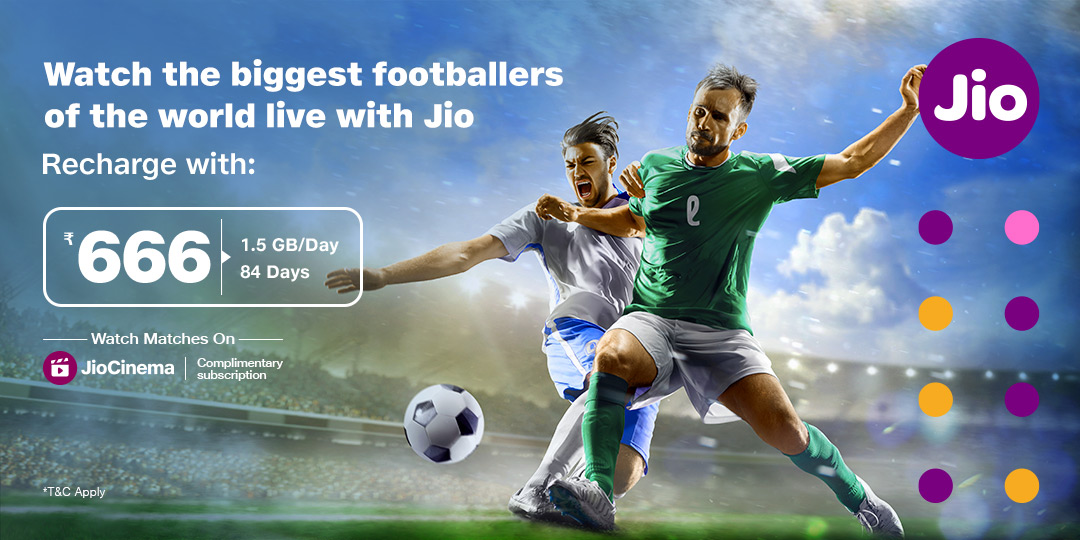 Watch the biggest footballers
of the world live with Jio
Recharge with:
₹666
1.5 GB/Day
84 Days
Watch Matches On
JioCinema
Complimentary
subscription
*T&C Apply
Jio
e